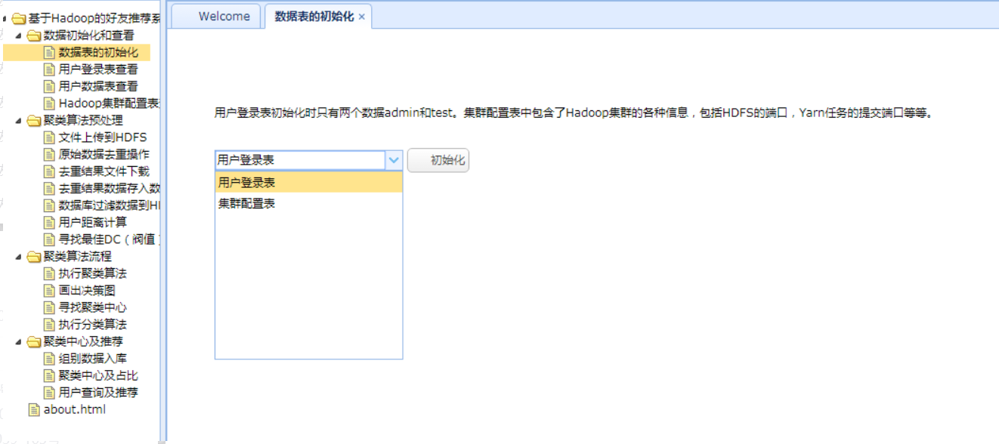 基于Hadoop的好友推荐系
数据初始化和查看
数据表的初始化
用户登录表查看
用户数据表查看
Hadoop集群配置表
聚类算法预处理
文件上传到HDFS
原始数据去重操作
去重结果文件下载
去重结果数据存入数
数据库过滤数据到H
用户距离计算
寻找最佳DC（阀值
聚类算法流程
执行聚类算法
画出决策图
寻找聚类中心
执行分类算法
聚类中心及推荐
组别数据入库
聚类中心及占比
用户查询及推荐
about.html
Welcome
数据表的初始化 ×
用户登录表初始化时只有两个数据admin和test。集群配置表中包含了Hadoop集群的各种信息，包括HDFS的端口，Yarn任务的提交端口等等。
用户登录表
初始化
用户登录表
集群配置表